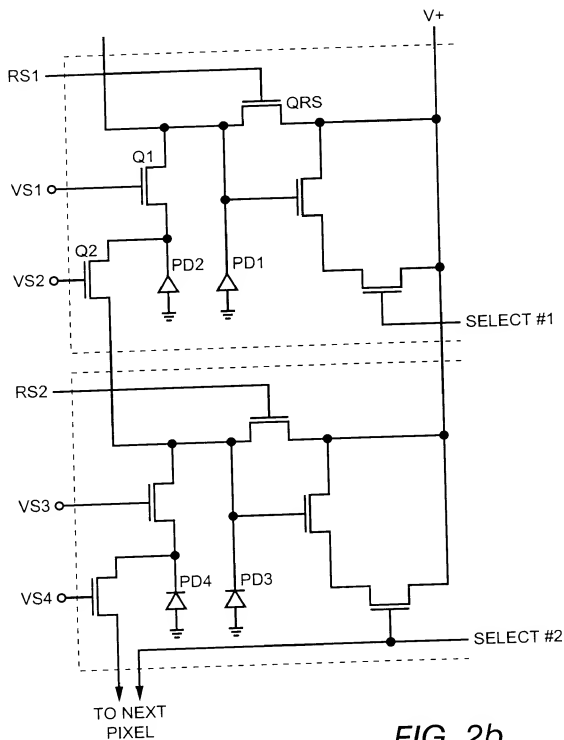 V+
RS1
QRS
Q1
VS1
Q2
PD2
PD1
VS2
SELECT #1
RS2
VS3
PD4
PD3
VS4
SELECT #2
TO NEXT
PIXEL
FIG. 2b